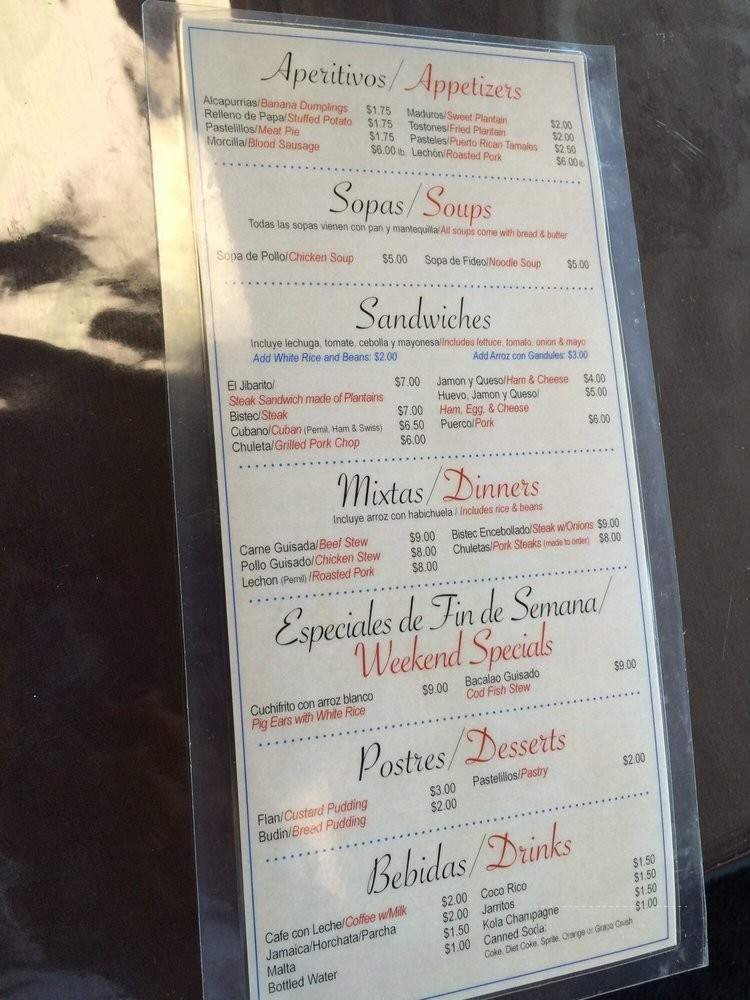 Aperitivos/Appetizers
Alcapurrias/Banana Dumplings $1.75
Relleno de Papa/Stuffed Potato $1.75
Pastelillos/Meat Pie $1.75
Morcilla/Blood Sausage $6.00 lb.
Maduros/Sweet Plantain $2.00
Tostones/Fried Plantain $2.00
Pasteles/Puerto Rican Tamales $2.50
Lechón/Roasted Pork $6.00 lb
Sopas/Soups
Todas las sopas vienen con pan y mantequilla/All soups come with bread & butter
Sopa de Pollo/Chicken Soup $5.00
Sopa de Fideo/Noodle Soup $5.00
Sandwiches
Incluye lechuga, tomate, cebolla y mayonesa/Includes lettuce, tomato, onion & mayo
Add White Rice and Beans: $2.00
Add Arroz con Gandules: $3.00
El Jibarito/ $7.00
Steak Sandwich made of Plantains
Bistec/Steak $7.00
Cubano/Cuban (Pernil, Ham & Swiss) $6.50
Chuleta/Grilled Pork Chop $6.00
Jamon y Queso/Ham & Cheese $4.00
Huevo, Jamon y Queso/ $5.00
Ham, Egg, & Cheese
Puerco/Pork $6.00
Mixtas/Dinners
Incluye arroz con habichuela / Includes rice & beans
Carne Guisada/Beef Stew $9.00
Pollo Guisado/Chicken Stew $8.00
Lechon (Pernil) /Roasted Pork $8.00
Bistec Encebollado/Steak w/Onions $9.00
Chuletas/Pork Steaks (made to order) $8.00
Especiales de Fin de Semana/
Weekend Specials
Cuchifrito con arroz blanco $9.00
Pig Ears with White Rice
Bacalao Guisado $9.00
Cod Fish Stew
Postres/Desserts
Flan/Custard Pudding $3.00
Budin/Bread Pudding $2.00
Pastelillos/Pastry $2.00
Bebidas/Drinks
Cafe con Leche/Coffee w/Milk $2.00
Jamaica/Horchata/Parcha $2.00
Malta $1.50
Bottled Water $1.00
Coco Rico $1.50
Jarritos $1.50
Kola Champagne $1.50
Canned Soda: $1.00
Coke, Diet Coke, Sprite, Orange or Grape Crush